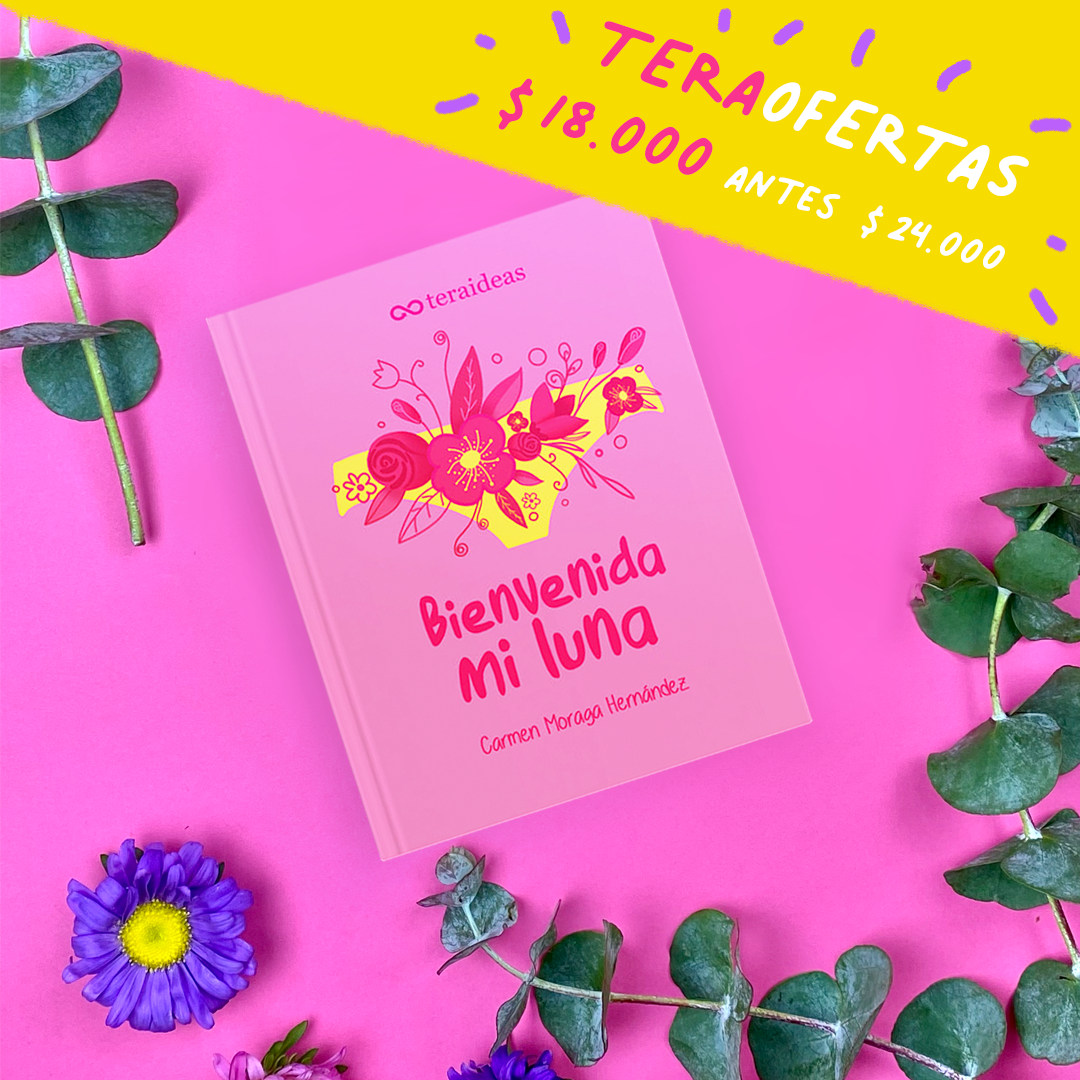 TERAOFERTAS
$ 18.000 ANTES $ 24.000
teraideas
Bienvenida
mi luna
Carmen Moraga Hernández